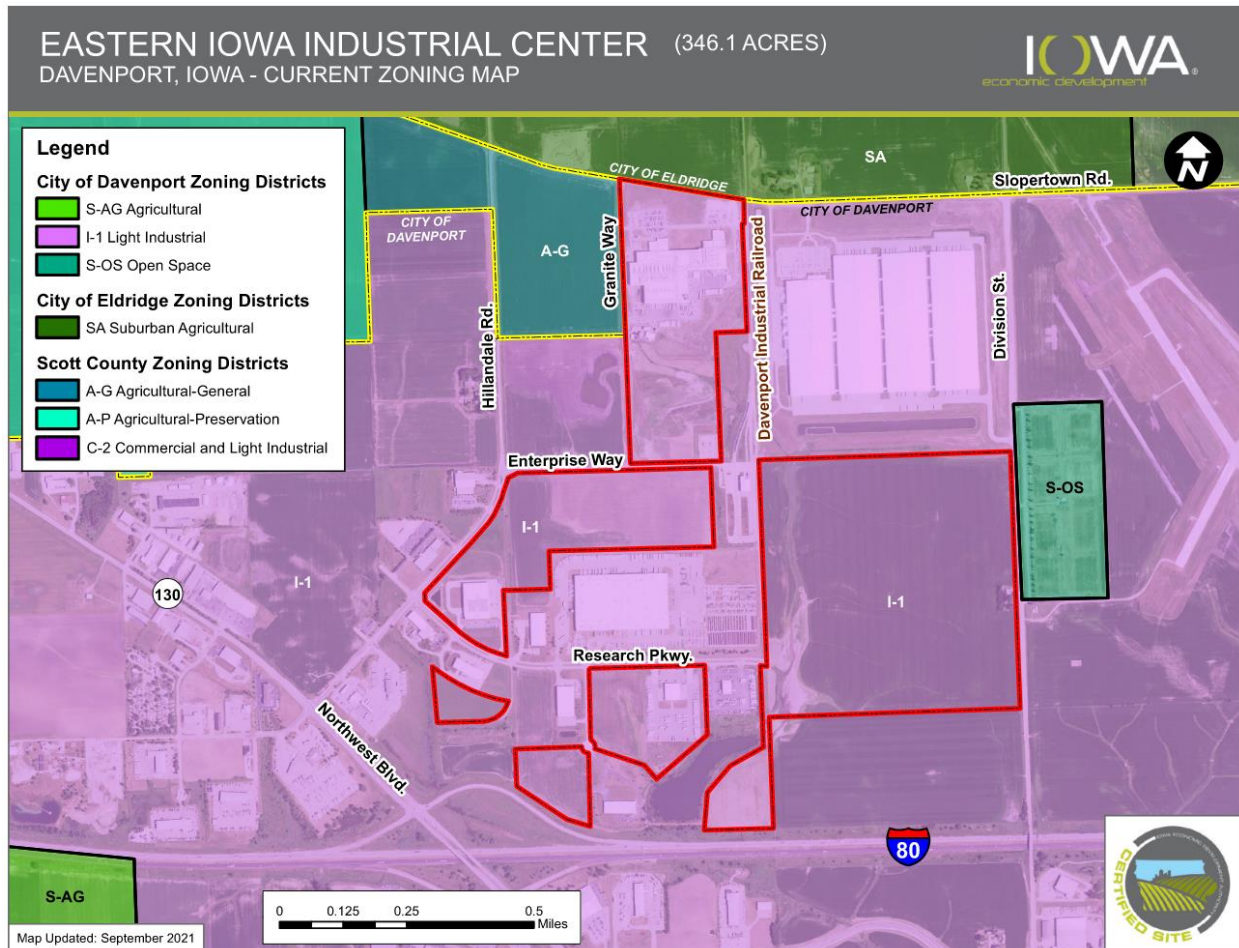 EASTERN IOWA INDUSTRIAL CENTER (346.1 ACRES)
DAVENPORT, IOWA - CURRENT ZONING MAP
IOWA®
economic development
Legend
City of Davenport Zoning Districts
S-AG Agricultural
I-1 Light Industrial
S-OS Open Space
City of Eldridge Zoning Districts
SA Suburban Agricultural
Scott County Zoning Districts
A-G Agricultural-General
A-P Agricultural-Preservation
C-2 Commercial and Light Industrial
SA
N
CITY OF ELDRIDGE
Slopertown Rd.
CITY OF DAVENPORT
CITY OF
DAVENPORT
A-G
Granite Way
Hillandale Rd.
Davenport Industrial Railroad
Division St.
Enterprise Way
S-OS
I-1
I-1
I-1
130
Research Pkwy.
Northwest Blvd.
80
S-AG
0 0.125 0.25 0.5
Miles
Map Updated: September 2021
IOWA ECONOMIC DEVELOPMENT AUTHORITY
CERTIFIED SITE